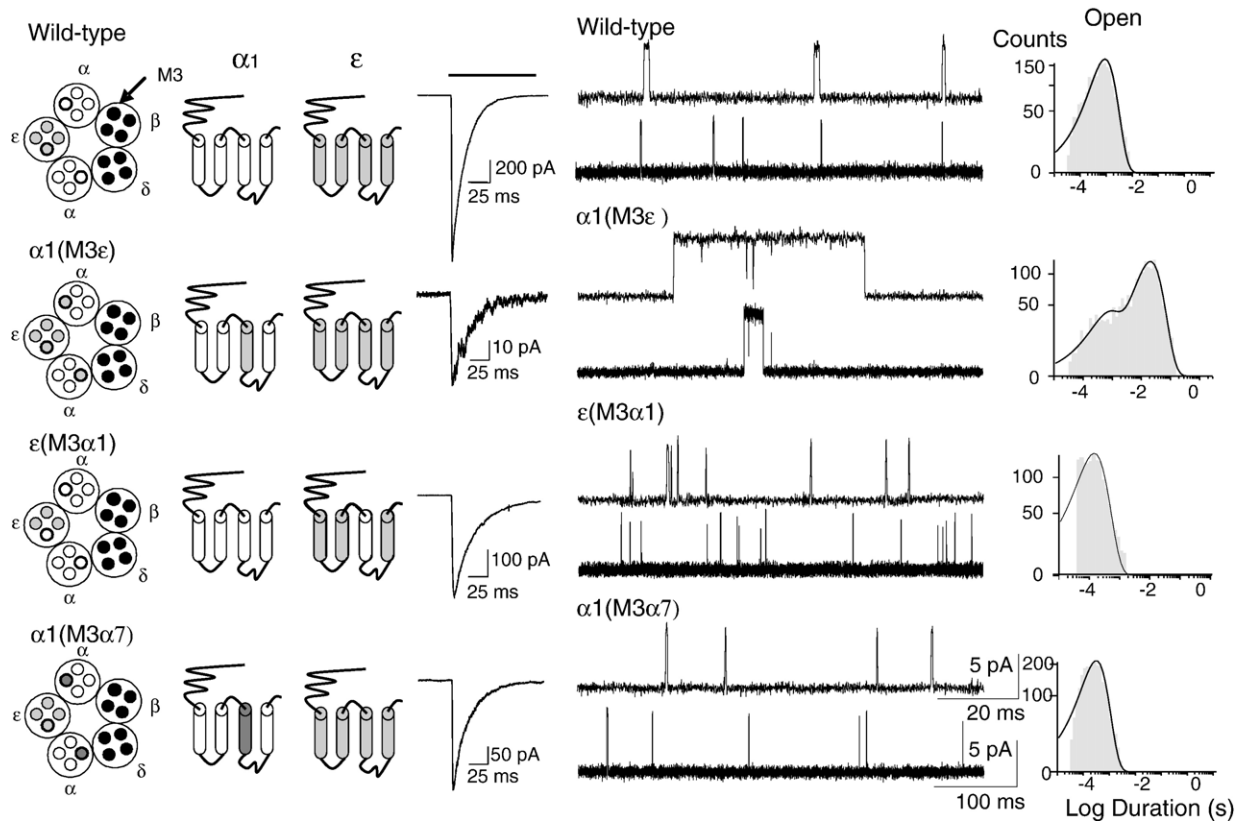 Wild-type
α
M3
ε
β
α
δ
α1
ε
200 pA
25 ms
Wild-type
Open
Counts
150
50
0
-4
-2
0
α1(M3ε)
α
ε
β
α
δ
10 pA
25 ms
α1(M3ε )
100
50
0
-4
-2
0
ε(M3α1)
α
ε
β
α
δ
100 pA
25 ms
ε(M3α1)
100
50
0
-4
-2
0
α1(M3α7)
α
ε
β
α
δ
50 pA
25 ms
α1(M3α7)
5 pA
20 ms
5 pA
100 ms
200
100
0
-4
-2
0
Log Duration (s)